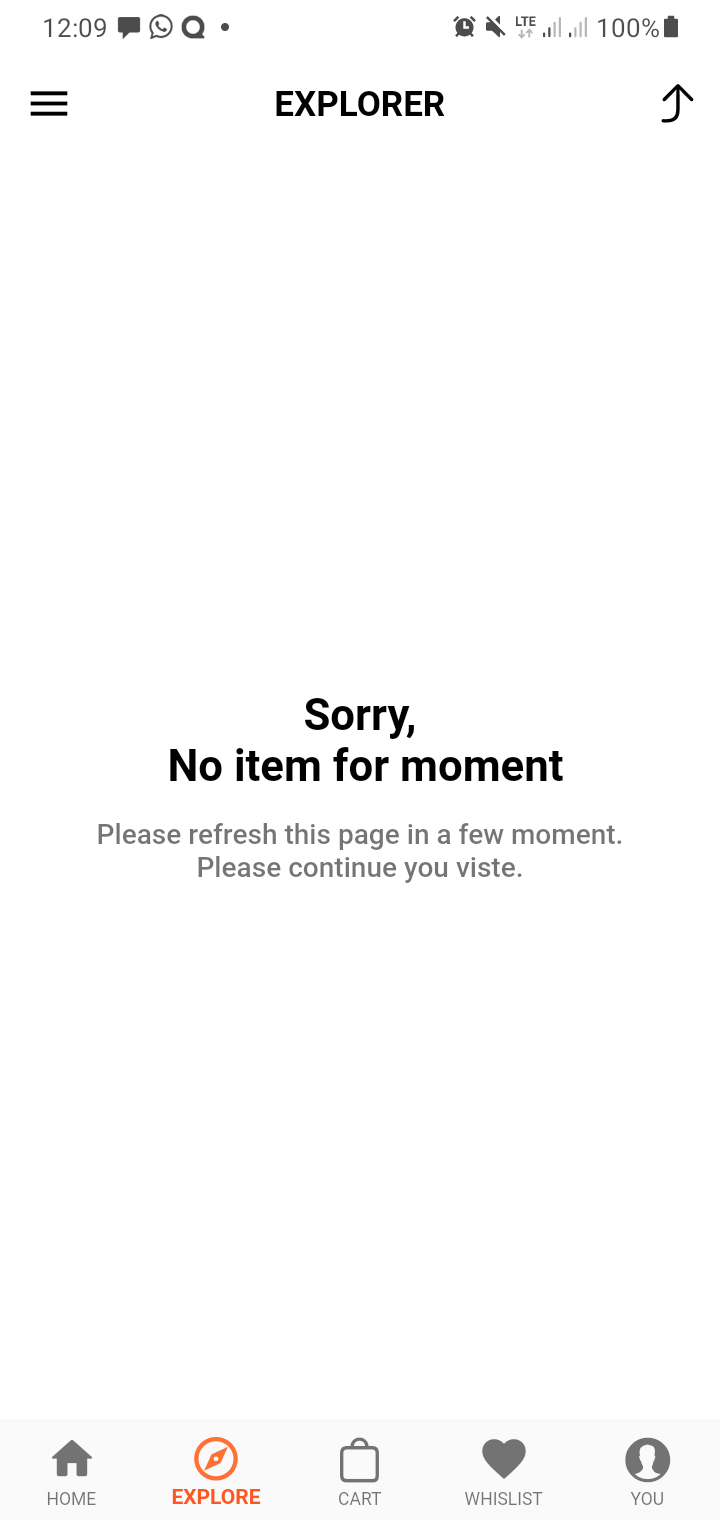 12:09
LTE
100%
EXPLORER
Sorry,
No item for moment
Please refresh this page in a few moment.
Please continue you viste.
HOME
EXPLORE
CART
WHISLIST
YOU